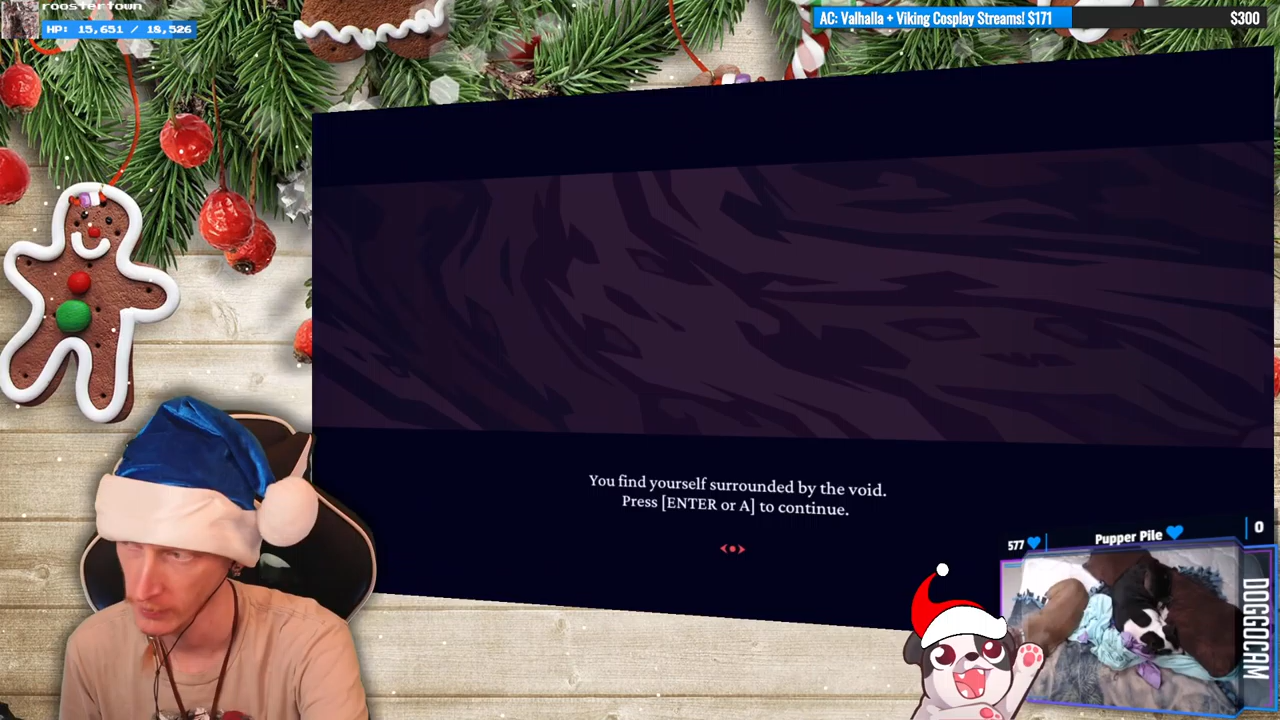 roostertown
HP: 15,651 / 18,526
AC: Valhalla + Viking Cosplay Streams! $171
$300
You find yourself surrounded by the void.
Press [ENTER or A] to continue.
577
Pupper Pile
0
DOGGOCAM